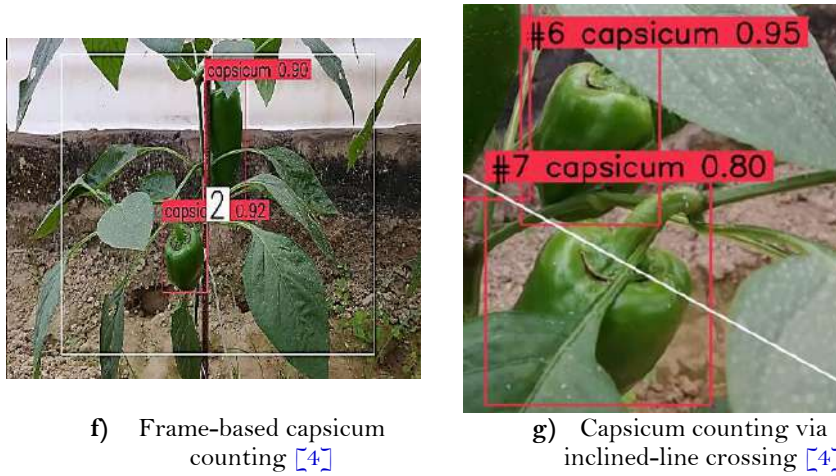 capsicum 0.90
2
capsic 0.92
#6 capsicum 0.95
#7 capsicum 0.80
f) Frame-based capsicum
counting [4]
g) Capsicum counting via
inclined-line crossing [4]